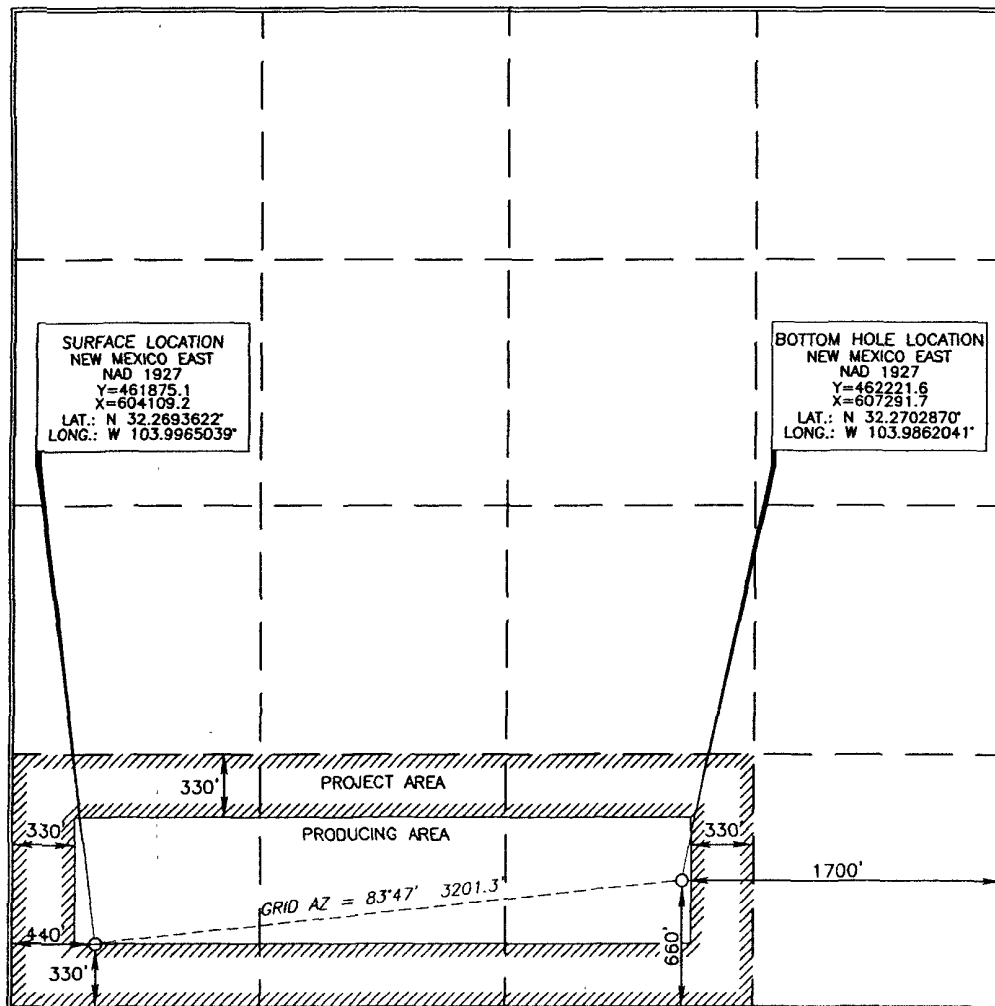 SURFACE LOCATION
NEW MEXICO EAST
NAD 1927
Y=461875.1
X=604109.2
LAT.: N 32.2693622°
LONG.: W 103.9965039°
BOTTOM HOLE LOCATION
NEW MEXICO EAST
NAD 1927
Y=462221.6
X=607291.7
LAT.: N 32.2702870°
LONG.: W 103.9862041°
330'
PROJECT AREA
330'
PRODUCING AREA
330'
1700'
GRID AZ = 83°47' 3201.3'
440'
330'
660'